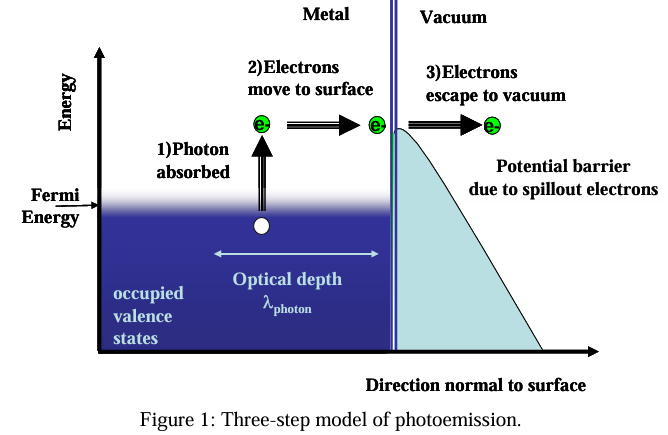 Metal
Vacuum
Energy
2)Electrons
move to surface
3)Electrons
escape to vacuum
e-
e-
e-
1)Photon
absorbed
Potential barrier
due to spillout electrons
Fermi
Energy
Optical depth
λphoton
occupied
valence
states
Direction normal to surface
Figure 1: Three-step model of photoemission.